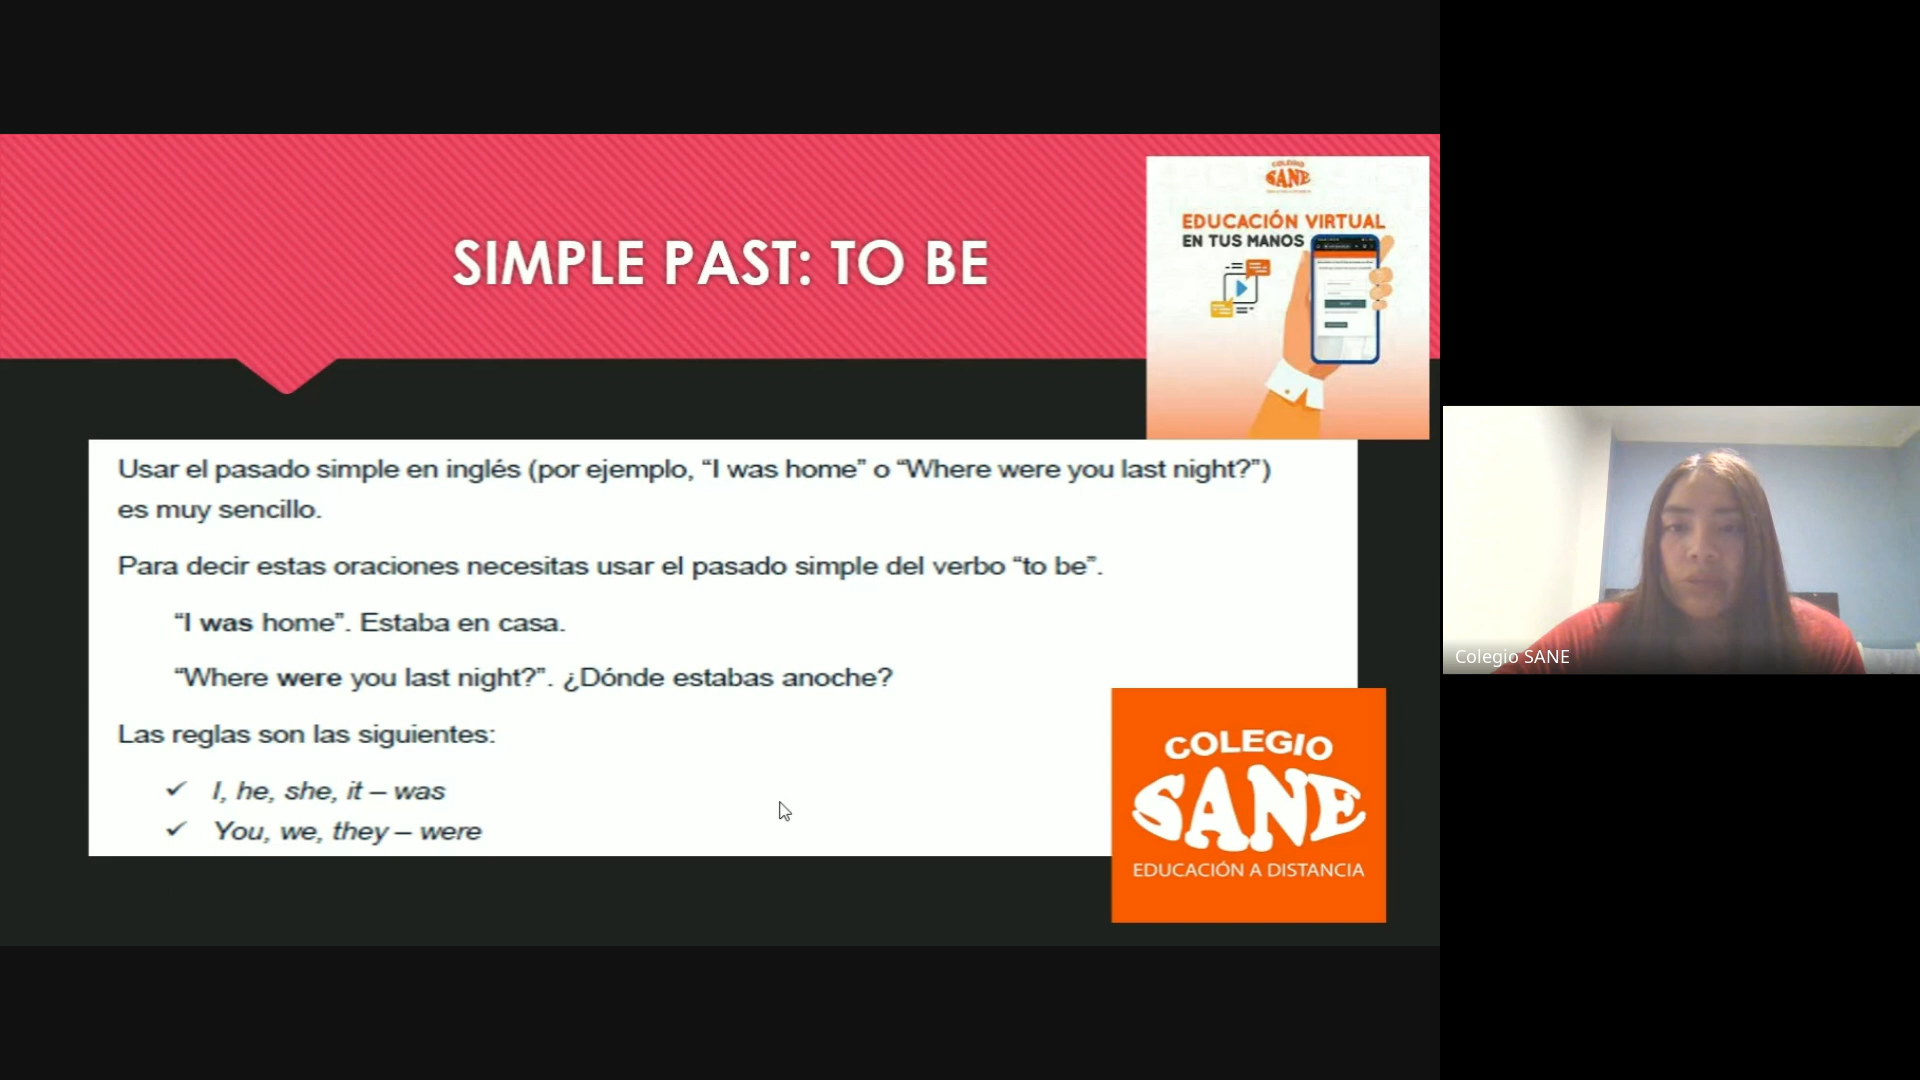 SIMPLE PAST: TO BE
COLEGIO
SANE
EDUCACIÓN VIRTUAL
EN TUS MANOS
Usar el pasado simple en inglés (por ejemplo, “I was home” o “Where were you last night?”)
es muy sencillo.
Para decir estas oraciones necesitas usar el pasado simple del verbo “to be”.
“I was home”. Estaba en casa.
“Where were you last night?”. ¿Dónde estabas anoche?
Las reglas son las siguientes:
✓ I, he, she, it – was
✓ You, we, they – were
COLEGIO
SANE
EDUCACIÓN A DISTANCIA
Colegio SANE